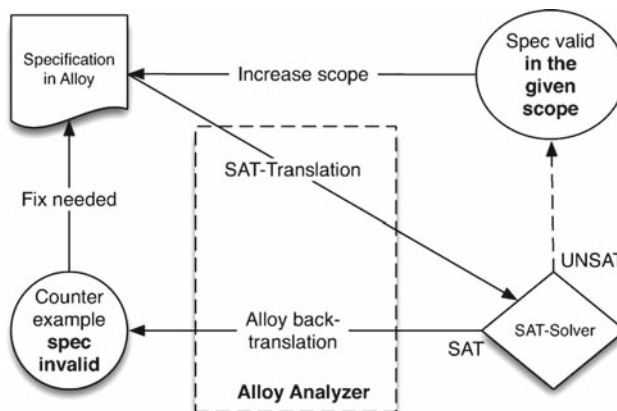 Specification
in Alloy
Increase scope
Spec valid
in the
given
scope
SAT-Translation
Fix needed
UNSAT
Counter
example
spec
invalid
Alloy back-
translation
SAT
SAT-Solver
Alloy Analyzer